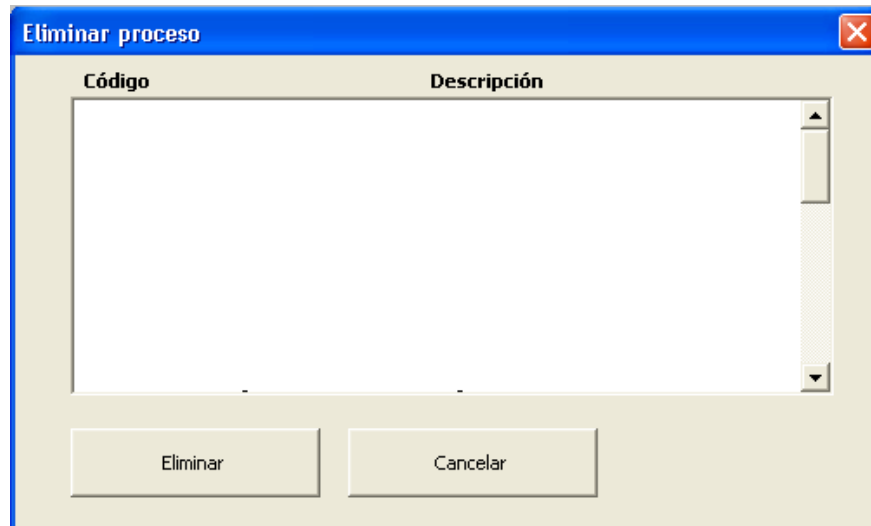 Eliminar proceso
Código Descripción
Eliminar Cancelar